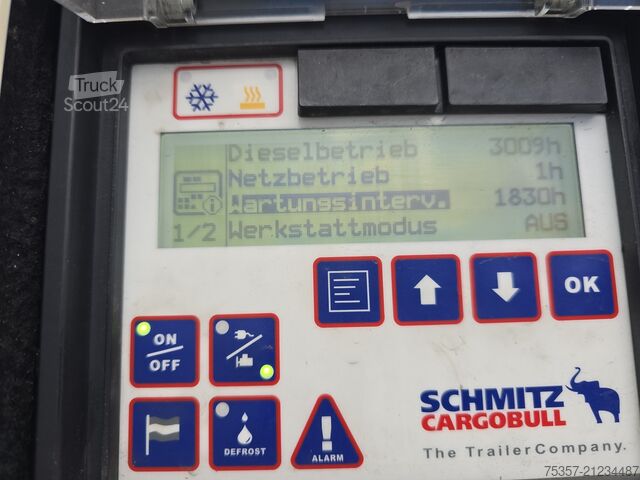 Truck
Scout24
Dieselbetrieb 3009h
Netzbetrieb 1h
Wartungsinterv. 1830h
1/2 Werkstattmodus AUS
OK
ON
OFF
SCHMITZ
CARGOBULL
DEFROST
ALARM
The TrailerCompany.
75357-21234487